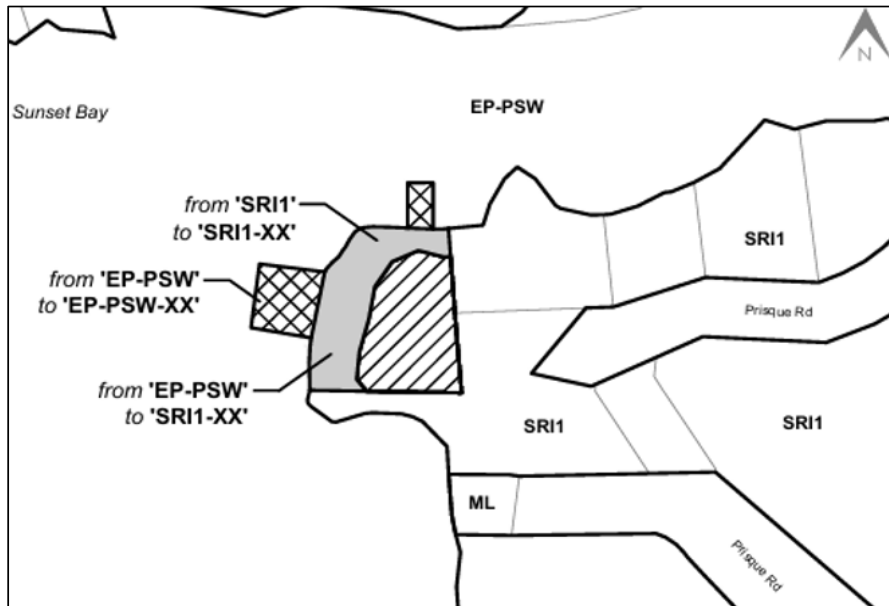 N
Sunset Bay
EP-PSW
from 'SRI1'
to 'SRI1-XX'
SRI1
from 'EP-PSW'
to 'EP-PSW-XX'
Prisque Rd
from 'EP-PSW'
to 'SRI1-XX'
SRI1
SRI1
ML
Prisque Rd